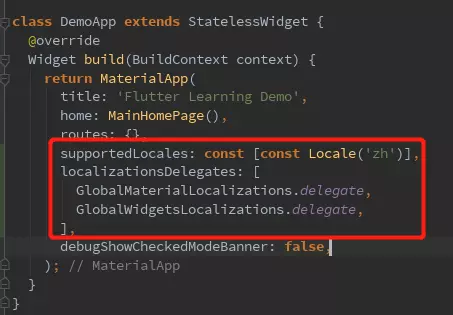 class DemoApp extends StatelessWidget {
@override
Widget build(BuildContext context) {
return MaterialApp(
title: 'Flutter Learning Demo',
home: MainHomePage(),
routes: {},
supportedLocales: const [const Locale('zh')],
localizationsDelegates: [
GlobalMaterialLocalizations.delegate,
GlobalWidgetsLocalizations.delegate,
],
debugShowCheckedModeBanner: false,
); // MaterialApp
}
}